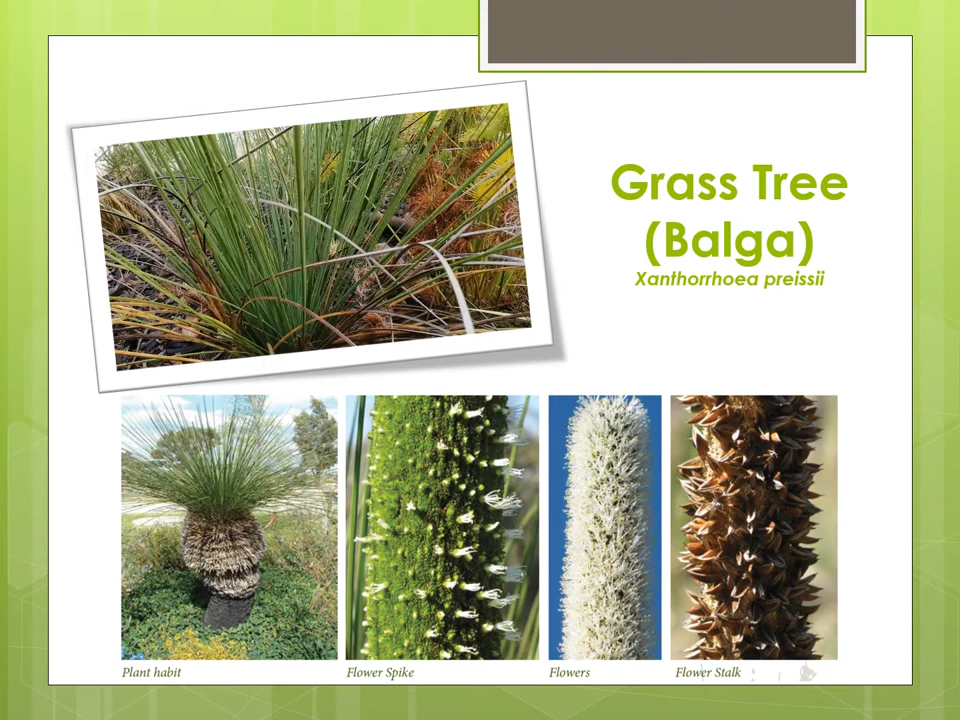 Grass Tree
(Balga)
Xanthorrhoea preissii
Plant habit
Flower Spike
Flowers
Flower Stalk